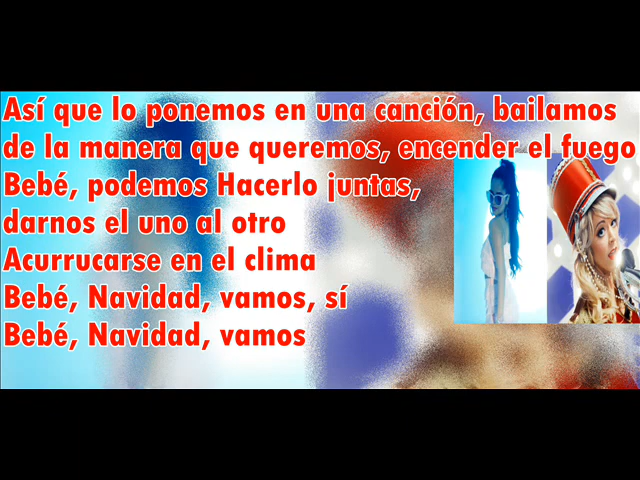 Así que lo ponemos en una canción, bailamos
de la manera que queremos, encender el fuego
Bebé, podemos Hacerlo juntas,
darnos el uno al otro
Acurrucarse en el clima
Bebé, Navidad, vamos, sí
Bebé, Navidad, vamos